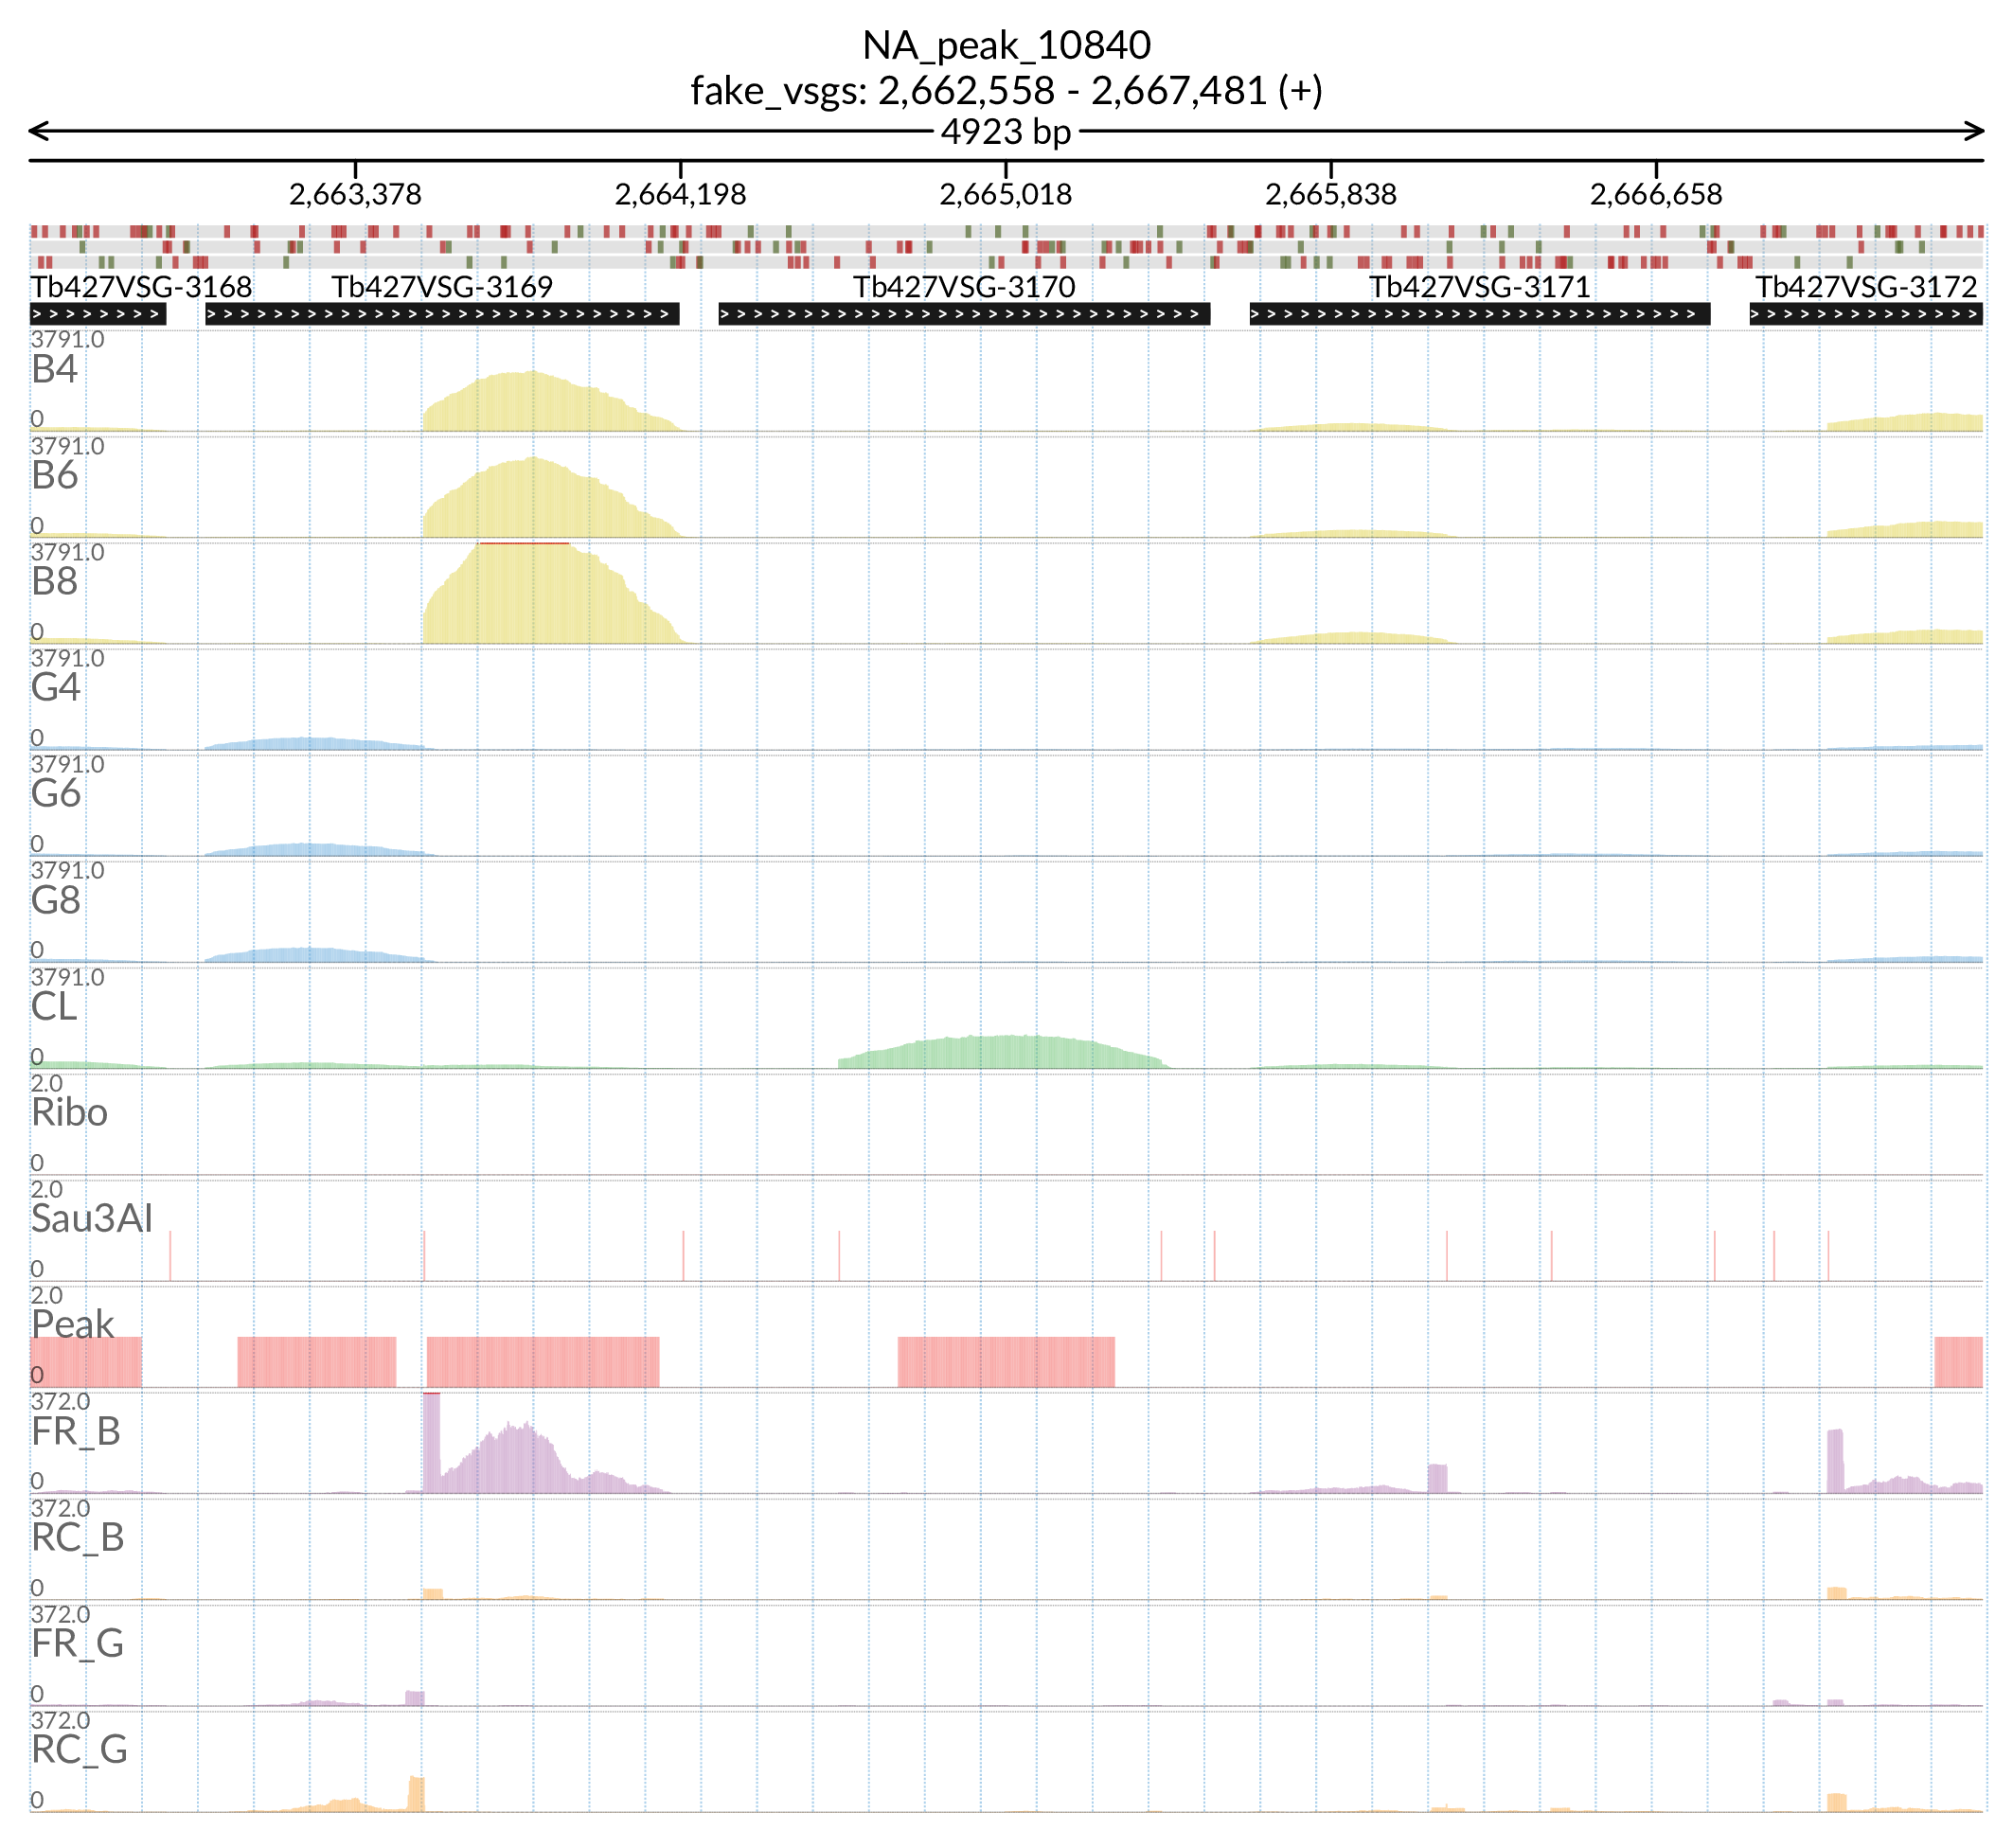 NA_peak_10840
fake_vsgs: 2,662,558 - 2,667,481 (+)
4923 bp
2,663,378 2,664,198 2,665,018 2,665,838 2,666,658
Tb427VSG-3168 Tb427VSG-3169 Tb427VSG-3170 Tb427VSG-3171 Tb427VSG-3172
3791.0
B4
0
3791.0
B6
0
3791.0
B8
0
3791.0
G4
0
3791.0
G6
0
3791.0
G8
0
3791.0
CL
0
2.0
Ribo
0
2.0
Sau3AI
0
2.0
Peak
0
372.0
FR_B
0
372.0
RC_B
0
372.0
FR_G
0
372.0
RC_G
0